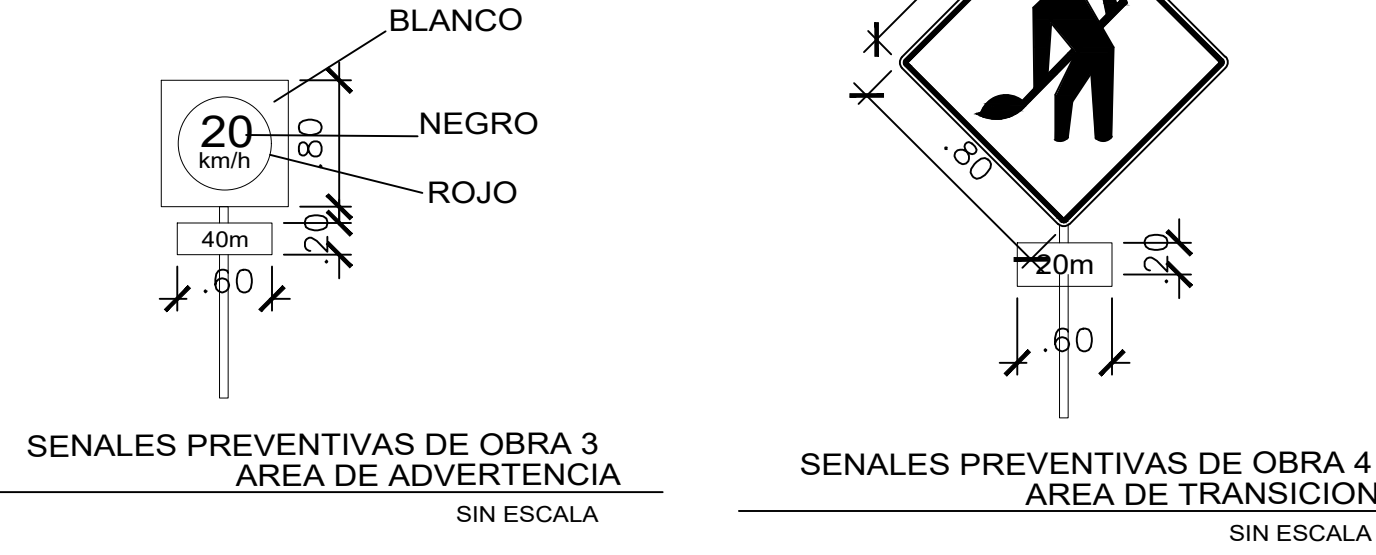 BLANCO
20
km/h
NEGRO
.80
ROJO
40m
.20
.60
SENALES PREVENTIVAS DE OBRA 3
AREA DE ADVERTENCIA
SIN ESCALA
.80
20m
.20
.60
SENALES PREVENTIVAS DE OBRA 4
AREA DE TRANSICION
SIN ESCALA